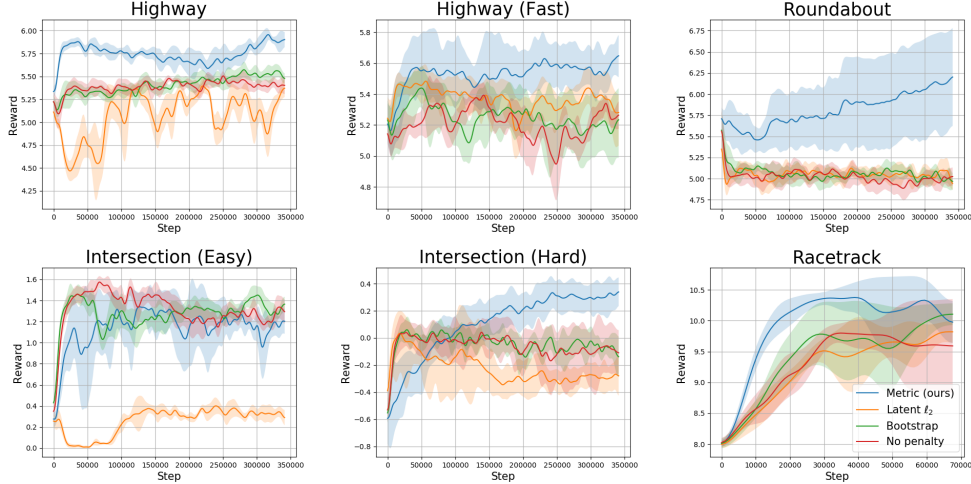 Highway
Reward
6.00
5.75
5.50
5.25
5.00
4.75
4.50
4.25
0 50000 100000 150000 200000 250000 300000 350000
Step
Highway (Fast)
Reward
5.8
5.6
5.4
5.2
5.0
4.8
0 50000 100000 150000 200000 250000 300000 350000
Step
Roundabout
Reward
6.75
6.50
6.25
6.00
5.75
5.50
5.25
5.00
4.75
0 50000 100000 150000 200000 250000 300000 350000
Step
Intersection (Easy)
Reward
1.6
1.4
1.2
1.0
0.8
0.6
0.4
0.2
0.0
0 50000 100000 150000 200000 250000 300000 350000
Step
Intersection (Hard)
Reward
0.4
0.2
0.0
−0.2
−0.4
−0.6
−0.8
0 50000 100000 150000 200000 250000 300000 350000
Step
Racetrack
Reward
10.5
10.0
9.5
9.0
8.5
8.0
0 10000 20000 30000 40000 50000 60000 70000
Step
Metric (ours)
Latent ℓ₂
Bootstrap
No penalty